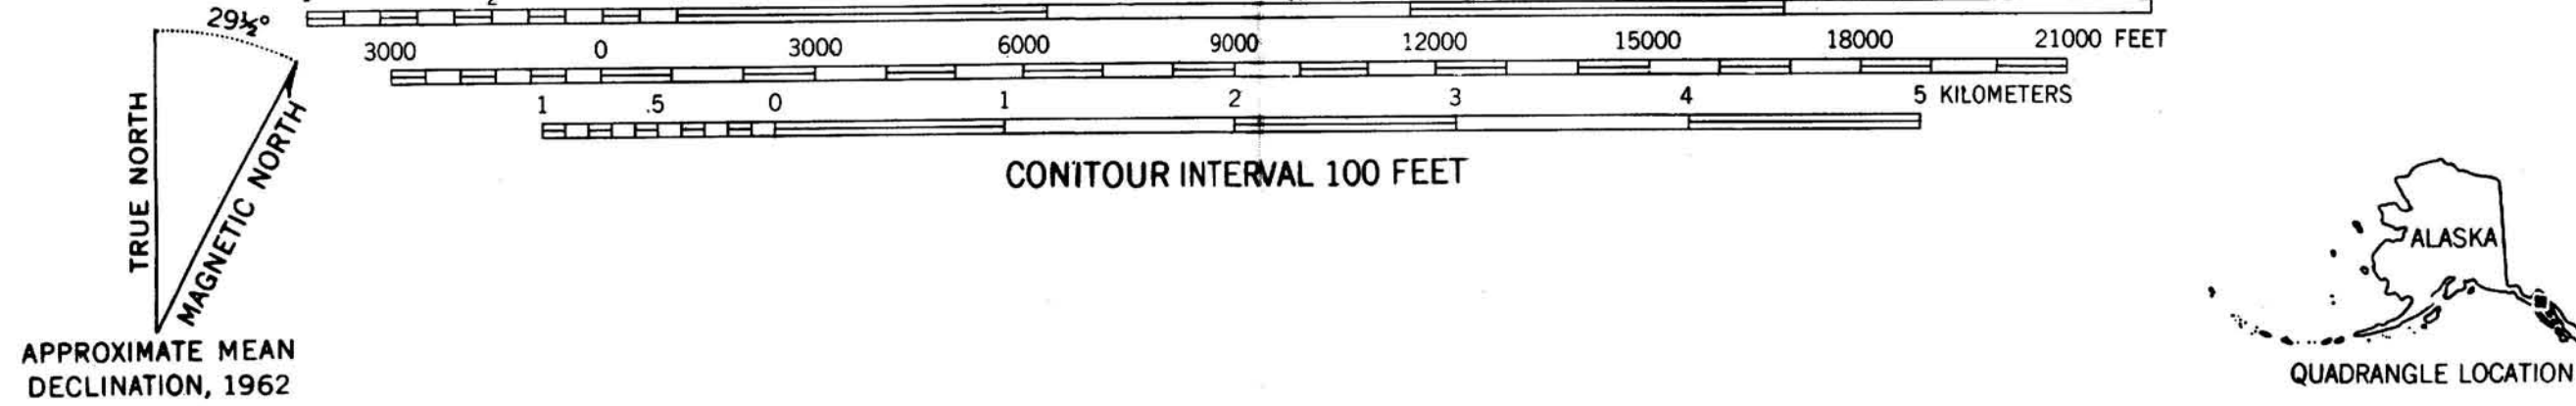 29½°
3000 0 3000 6000 9000 12000 15000 18000 21000 FEET
1 .5 0 1 2 3 4 5 KILOMETERS
CONTOUR INTERVAL 100 FEET
TRUE NORTH
MAGNETIC NORTH
APPROXIMATE MEAN
DECLINATION, 1962
ALASKA
QUADRANGLE LOCATION